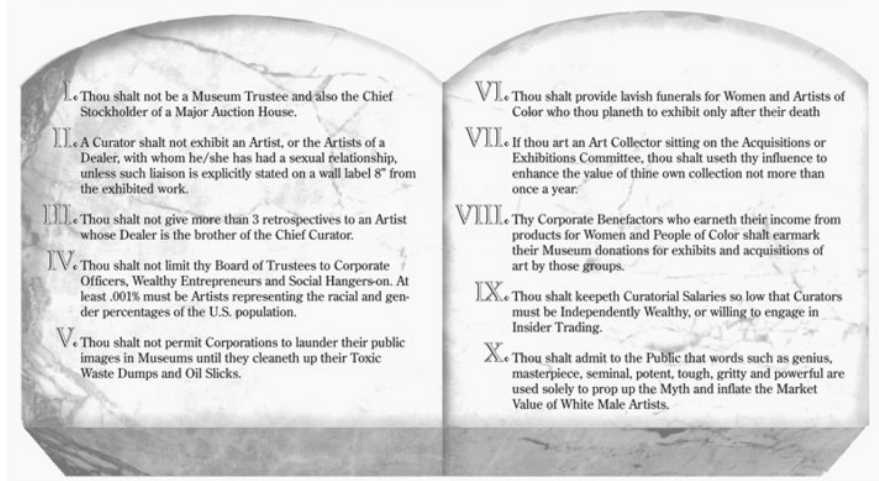 I. Thou shalt not be a Museum Trustee and also the Chief
Stockholder of a Major Auction House.
II. A Curator shalt not exhibit an Artist, or the Artists of a
Dealer, with whom he/she has had a sexual relationship,
unless such liaison is explicitly stated on a wall label 8" from
the exhibited work.
III. Thou shalt not give more than 3 retrospectives to an Artist
whose Dealer is the brother of the Chief Curator.
IV. Thou shalt not limit thy Board of Trustees to Corporate
Officers, Wealthy Entrepreneurs and Social Hangers-on. At
least .001% must be Artists representing the racial and gen-
der percentages of the U.S. population.
V. Thou shalt not permit Corporations to launder their public
images in Museums until they cleaneth up their Toxic
Waste Dumps and Oil Slicks.
VI. Thou shalt provide lavish funerals for Women and Artists of
Color who thou planeth to exhibit only after their death
VII. If thou art an Art Collector sitting on the Acquisitions or
Exhibitions Committee, thou shalt useth thy influence to
enhance the value of thine own collection not more than
once a year.
VIII. Thy Corporate Benefactors who earneth their income from
products for Women and People of Color shalt earmark
their Museum donations for exhibits and acquisitions of
art by those groups.
IX. Thou shalt keepeth Curatorial Salaries so low that Curators
must be Independently Wealthy, or willing to engage in
Insider Trading.
X. Thou shalt admit to the Public that words such as genius,
masterpiece, seminal, potent, tough, gritty and powerful are
used solely to prop up the Myth and inflate the Market
Value of White Male Artists.